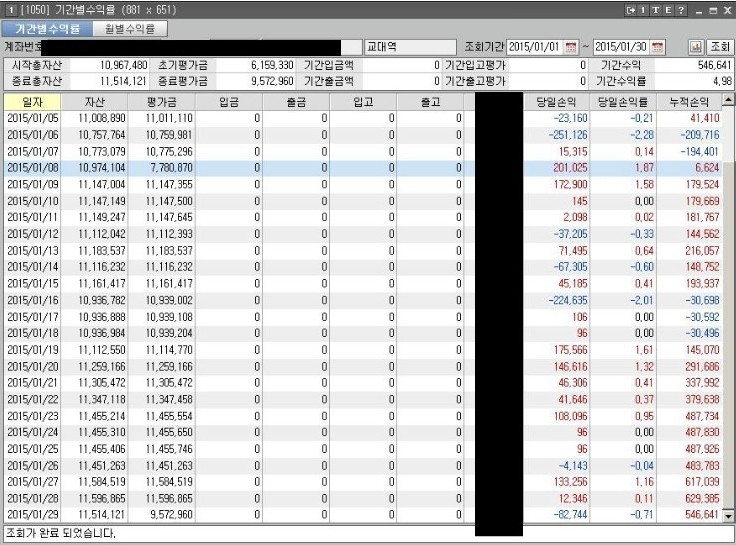 [1050] 기간별수익률 (881 x 651)
1 T E ?
기간별수익률 월별수익률
계좌번호 교대역 조회기간 2015/01/01 ~ 2015/01/30 조회
시작총자산 10,967,480 초기평가금 6,159,330 기간입금액 0 기간입고평가 0 기간수익 546,641
종료총자산 11,514,121 종료평가금 9,572,960 기간출금액 0 기간출고평가 0 기간수익률 4,98
일자 자산 평가금 입금 출금 입고 출고 당일손익 당일손익률 누적손익
2015/01/05 11,008,890 11,011,110 0 0 0 0 -23,160 -0,21 41,410
2015/01/06 10,757,764 10,759,981 0 0 0 0 -251,126 -2,28 -209,716
2015/01/07 10,773,079 10,775,296 0 0 0 0 15,315 0,14 -194,401
2015/01/08 10,974,104 7,780,870 0 0 0 0 201,025 1,87 6,624
2015/01/09 11,147,004 11,147,355 0 0 0 0 172,900 1,58 179,524
2015/01/10 11,147,149 11,147,500 0 0 0 0 145 0,00 179,669
2015/01/11 11,149,247 11,147,645 0 0 0 0 2,098 0,02 181,767
2015/01/12 11,112,042 11,112,393 0 0 0 0 -37,205 -0,33 144,562
2015/01/13 11,183,537 11,183,537 0 0 0 0 71,495 0,64 216,057
2015/01/14 11,116,232 11,116,232 0 0 0 0 -67,305 -0,60 148,752
2015/01/15 11,161,417 11,161,417 0 0 0 0 45,185 0,41 193,937
2015/01/16 10,936,782 10,939,002 0 0 0 0 -224,635 -2,01 -30,698
2015/01/17 10,936,888 10,939,108 0 0 0 0 106 0,00 -30,592
2015/01/18 10,936,984 10,939,204 0 0 0 0 96 0,00 -30,496
2015/01/19 11,112,550 11,114,770 0 0 0 0 175,566 1,61 145,070
2015/01/20 11,259,166 11,259,166 0 0 0 0 146,616 1,32 291,686
2015/01/21 11,305,472 11,305,472 0 0 0 0 46,306 0,41 337,992
2015/01/22 11,347,118 11,347,458 0 0 0 0 41,646 0,37 379,638
2015/01/23 11,455,214 11,455,554 0 0 0 0 108,096 0,95 487,734
2015/01/24 11,455,310 11,455,650 0 0 0 0 96 0,00 487,830
2015/01/25 11,455,406 11,455,746 0 0 0 0 96 0,00 487,926
2015/01/26 11,451,263 11,451,263 0 0 0 0 -4,143 -0,04 483,783
2015/01/27 11,584,519 11,584,519 0 0 0 0 133,256 1,16 617,039
2015/01/28 11,596,865 11,596,865 0 0 0 0 12,346 0,11 629,385
2015/01/29 11,514,121 9,572,960 0 0 0 0 -82,744 -0,71 546,641
조회가 완료 되었습니다.